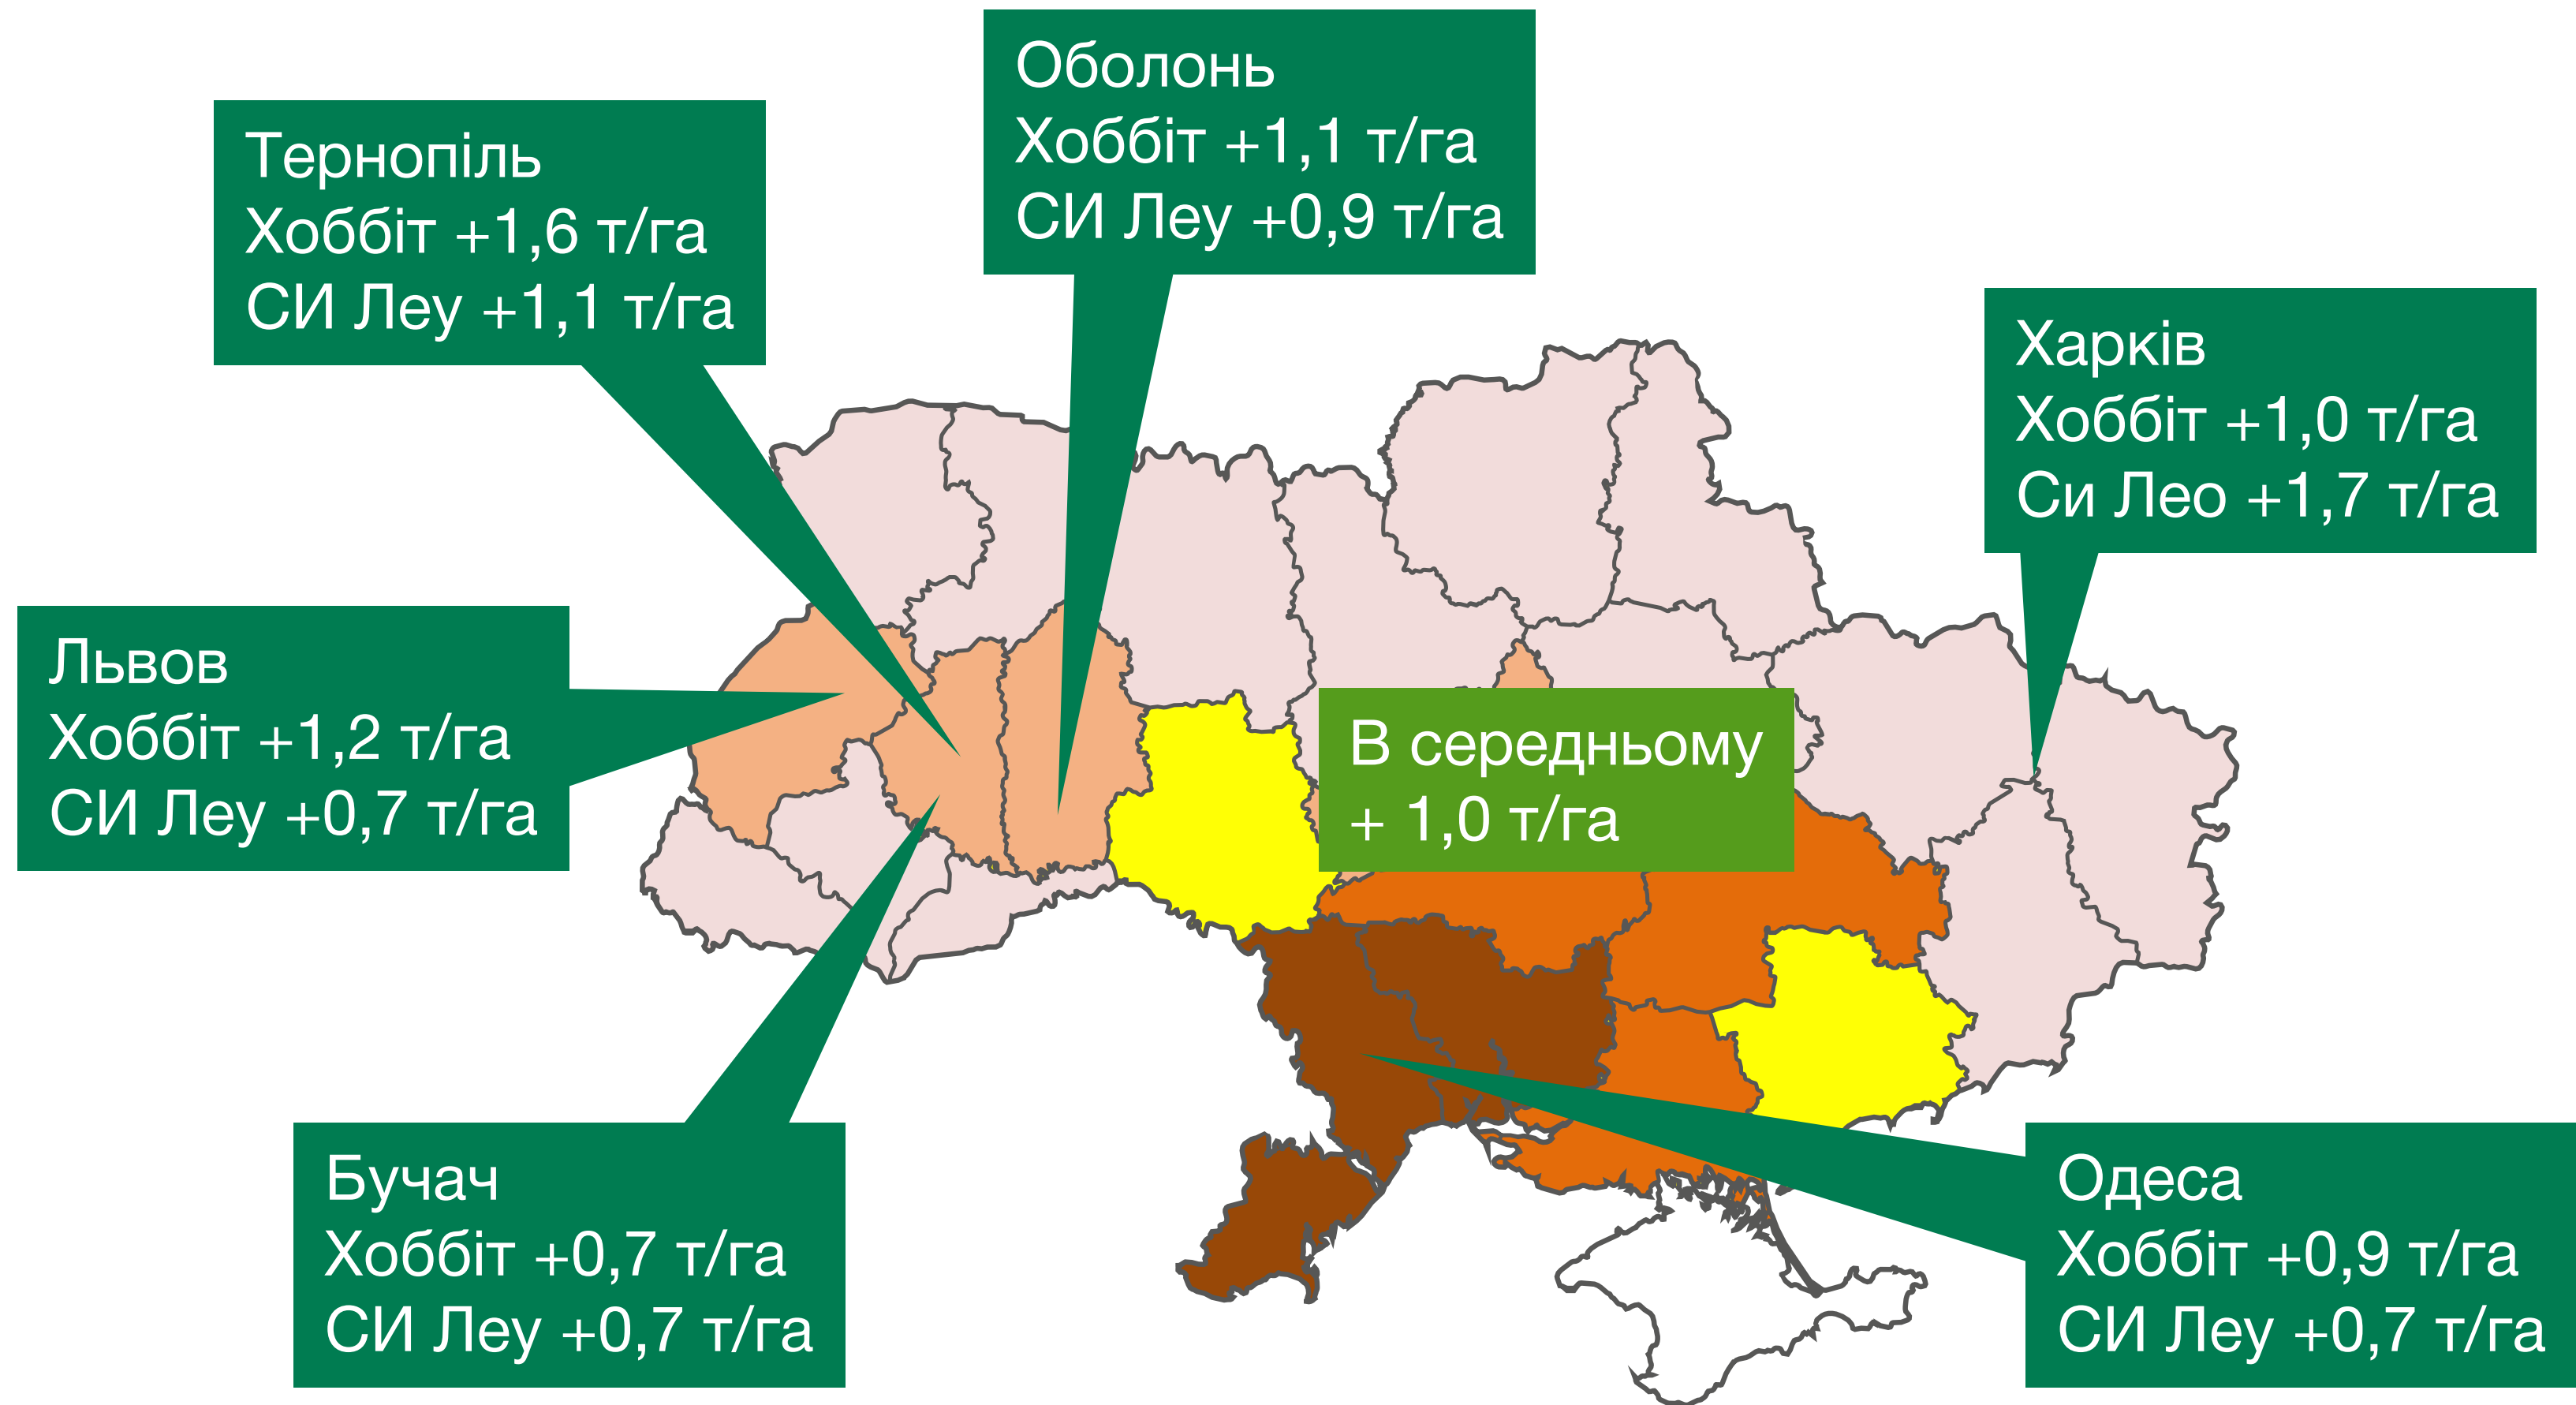 Оболонь
Хоббіт +1,1 т/га
СИ Леу +0,9 т/га
Тернопіль
Хоббіт +1,6 т/га
СИ Леу +1,1 т/га
Харків
Хоббіт +1,0 т/га
Си Лео +1,7 т/га
Львов
Хоббіт +1,2 т/га
СИ Леу +0,7 т/га
В середньому
+ 1,0 т/га
Бучач
Хоббіт +0,7 т/га
СИ Леу +0,7 т/га
Одеса
Хоббіт +0,9 т/га
СИ Леу +0,7 т/га